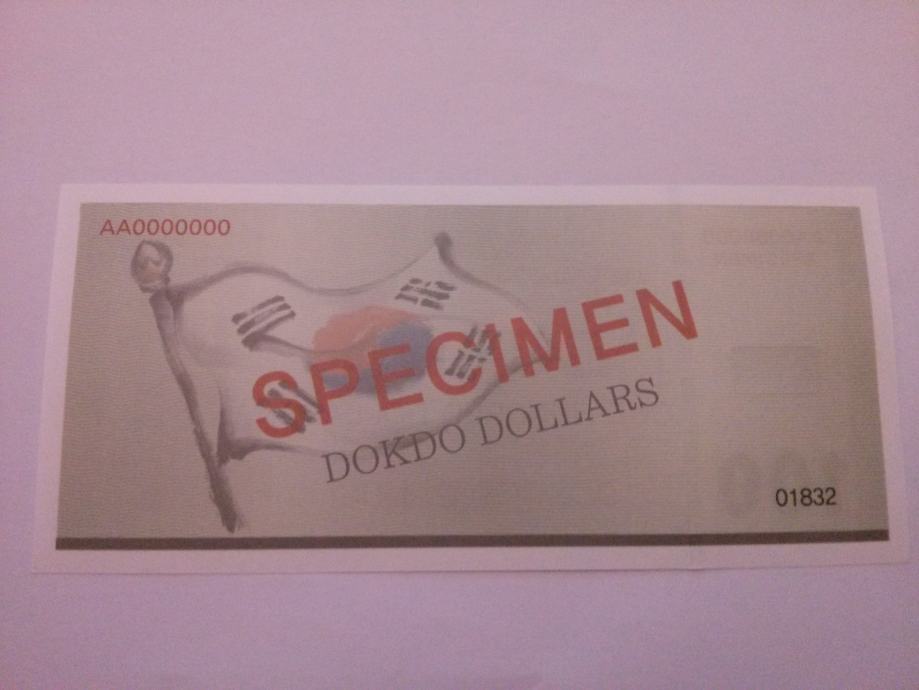 AA0000000
SPECIMEN
DOKDO DOLLARS
01832